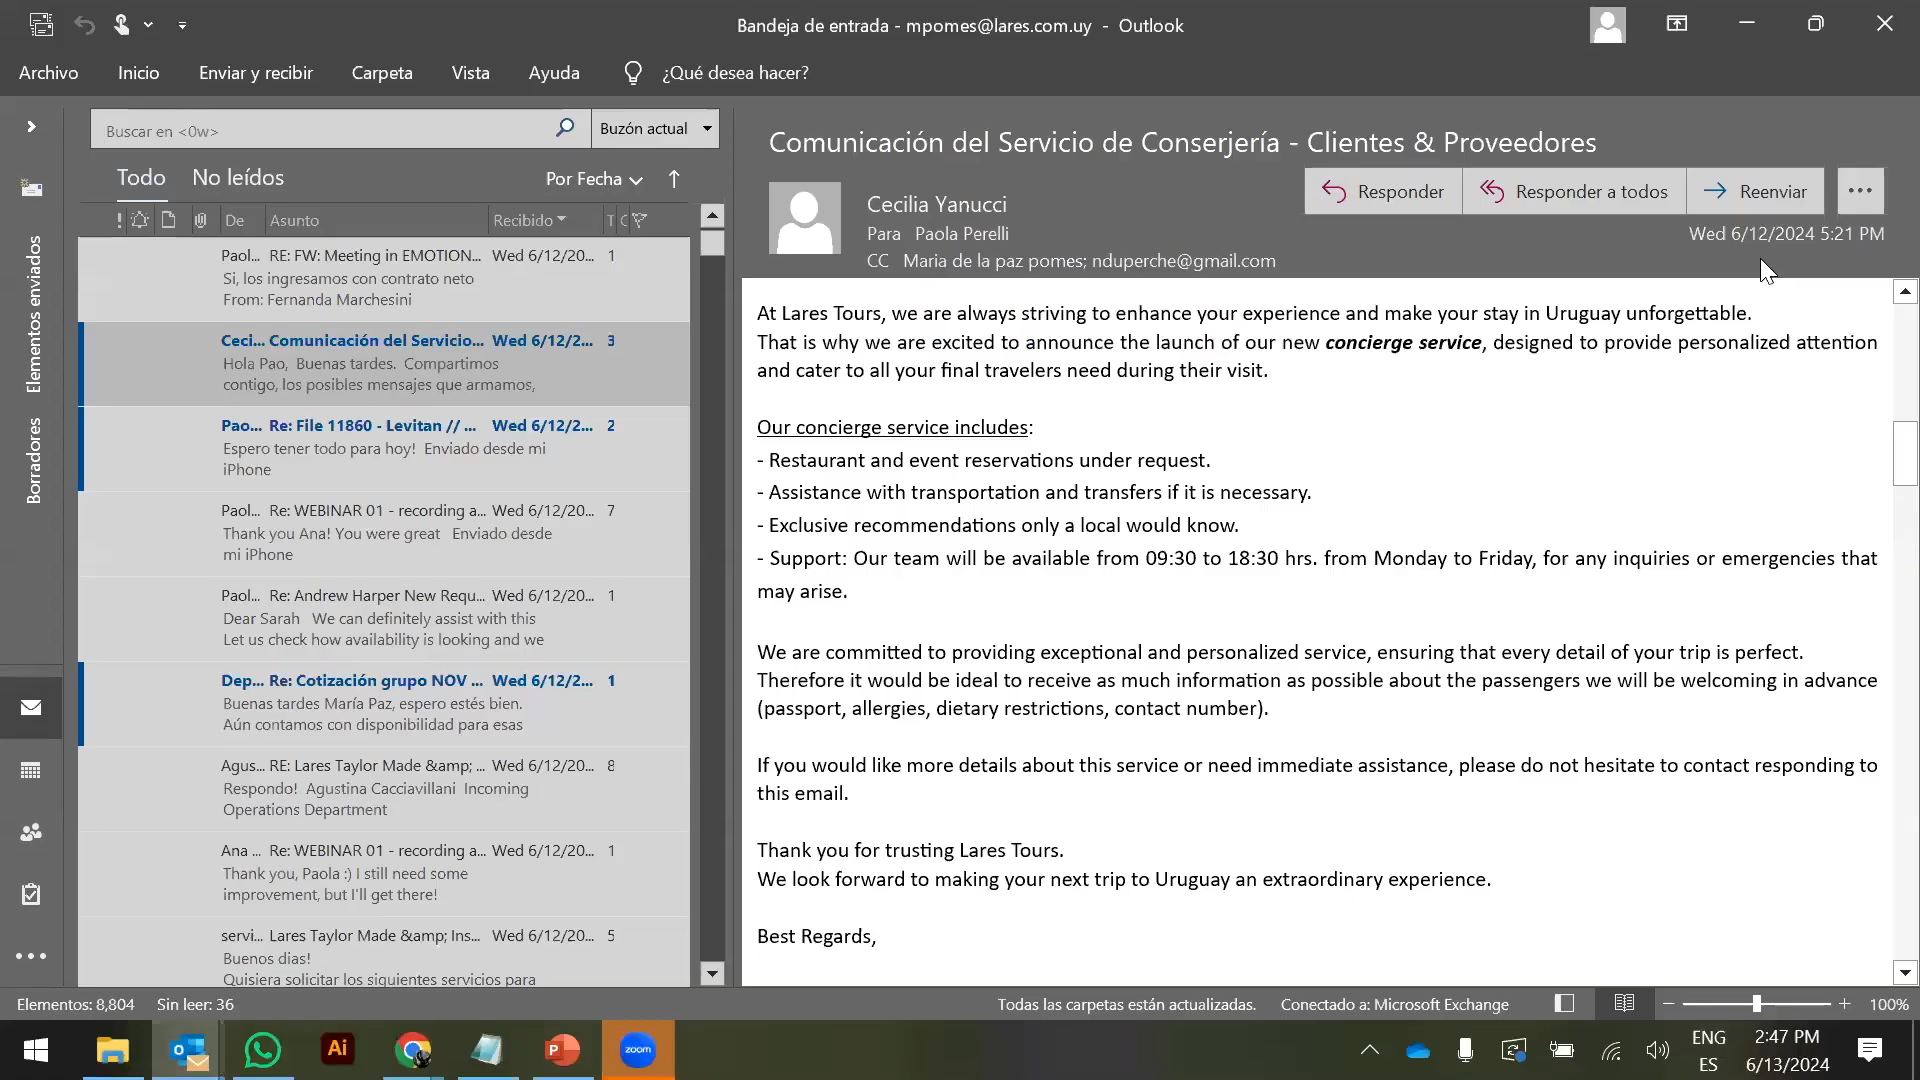 Bandeja de entrada - mpomes@lares.com.uy - Outlook
Archivo Inicio Enviar y recibir Carpeta Vista Ayuda ¿Qué desea hacer?
Buscar en <0w> Buzón actual
Todo No leídos Por Fecha
! De Asunto Recibido T C
Elementos enviados
Borradores
Paol... RE: FW: Meeting in EMOTION... Wed 6/12/20... 1
Si, los ingresamos con contrato neto
From: Fernanda Marchesini
Ceci... Comunicación del Servicio... Wed 6/12/2... 3
Hola Pao, Buenas tardes. Compartimos
contigo, los posibles mensajes que armamos,
Pao... Re: File 11860 - Levitan // ... Wed 6/12/2... 2
Espero tener todo para hoy! Enviado desde mi
iPhone
Paol... Re: WEBINAR 01 - recording a... Wed 6/12/20... 7
Thank you Ana! You were great Enviado desde
mi iPhone
Paol... Re: Andrew Harper New Requ... Wed 6/12/20... 1
Dear Sarah We can definitely assist with this
Let us check how availability is looking and we
Dep... Re: Cotización grupo NOV ... Wed 6/12/2... 1
Buenas tardes María Paz, espero estés bien.
Aún contamos con disponibilidad para esas
Agus... RE: Lares Taylor Made &amp; ... Wed 6/12/20... 8
Respondo! Agustina Cacciavillani Incoming
Operations Department
Ana ... Re: WEBINAR 01 - recording a... Wed 6/12/20... 1
Thank you, Paola :) I still need some
improvement, but I'll get there!
servi... Lares Taylor Made &amp; Ins... Wed 6/12/20... 5
Buenos dias!
Quisiera solicitar los siguientes servicios para
Comunicación del Servicio de Conserjería - Clientes & Proveedores
Responder Responder a todos Reenviar ...
Cecilia Yanucci
Para Paola Perelli
Wed 6/12/2024 5:21 PM
CC Maria de la paz pomes; nduperche@gmail.com
At Lares Tours, we are always striving to enhance your experience and make your stay in Uruguay unforgettable.
That is why we are excited to announce the launch of our new concierge service, designed to provide personalized attention
and cater to all your final travelers need during their visit.
Our concierge service includes:
- Restaurant and event reservations under request.
- Assistance with transportation and transfers if it is necessary.
- Exclusive recommendations only a local would know.
- Support: Our team will be available from 09:30 to 18:30 hrs. from Monday to Friday, for any inquiries or emergencies that
may arise.
We are committed to providing exceptional and personalized service, ensuring that every detail of your trip is perfect.
Therefore it would be ideal to receive as much information as possible about the passengers we will be welcoming in advance
(passport, allergies, dietary restrictions, contact number).
If you would like more details about this service or need immediate assistance, please do not hesitate to contact responding to
this email.
Thank you for trusting Lares Tours.
We look forward to making your next trip to Uruguay an extraordinary experience.
Best Regards,
Elementos: 8,804 Sin leer: 36 Todas las carpetas están actualizadas. Conectado a: Microsoft Exchange 100%
Ai
zoom
ENG
ES
2:47 PM
6/13/2024